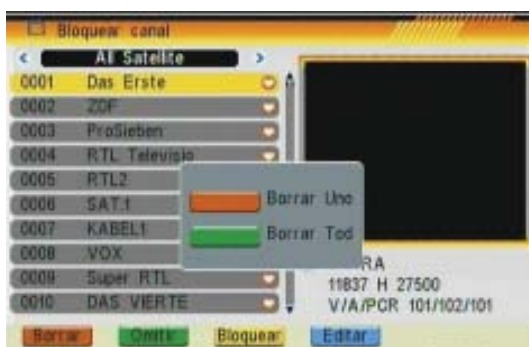 Bloquear canal
All Satellite
0001 Das Erste
0002 ZDF
0003 ProSieben
0004 RTL Televisio
0005 RTL2
0006 SAT.1
0007 KABEL1
0008 VOX
0009 Super RTL
0010 DAS VIERTE
Borrar Uno
Borrar Tod
RA
11837 H 27500
V/A/PCR 101/102/101
Borrar Omitir Bloquear Editar